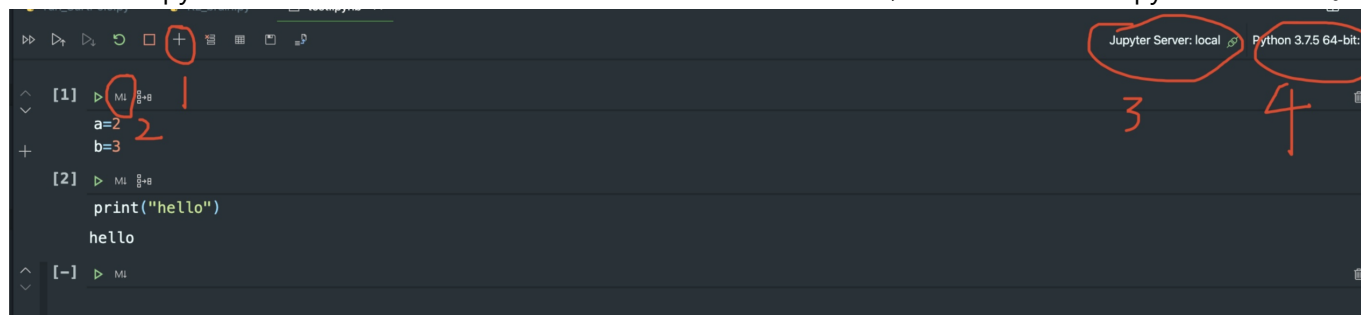 Jupyter Server: local Python 3.7.5 64-bit:
1
3
4
[1] M↓
2
a=2
b=3
[2] M↓
print("hello")
hello
[-] M↓